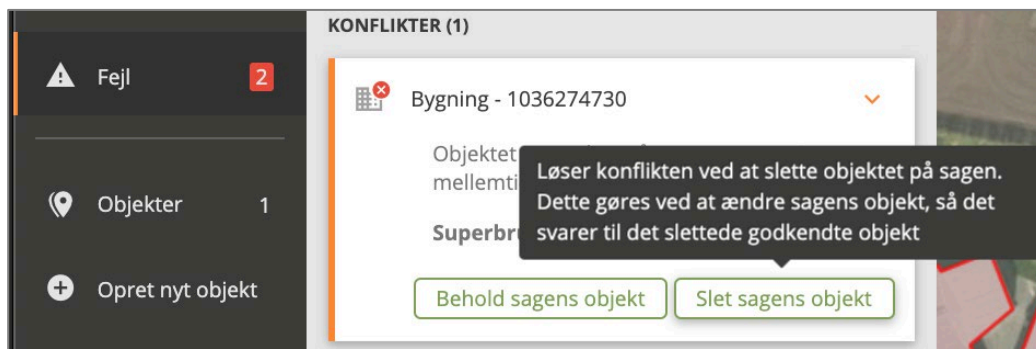 KONFLIKTER (1)
Fejl 2
Bygning - 1036274730
Objektet
mellemti
Løser konflikten ved at slette objektet på sagen.
Dette gøres ved at ændre sagens objekt, så det
svarer til det slettede godkendte objekt
Objekter 1
Superbr
Opret nyt objekt
Behold sagens objekt
Slet sagens objekt